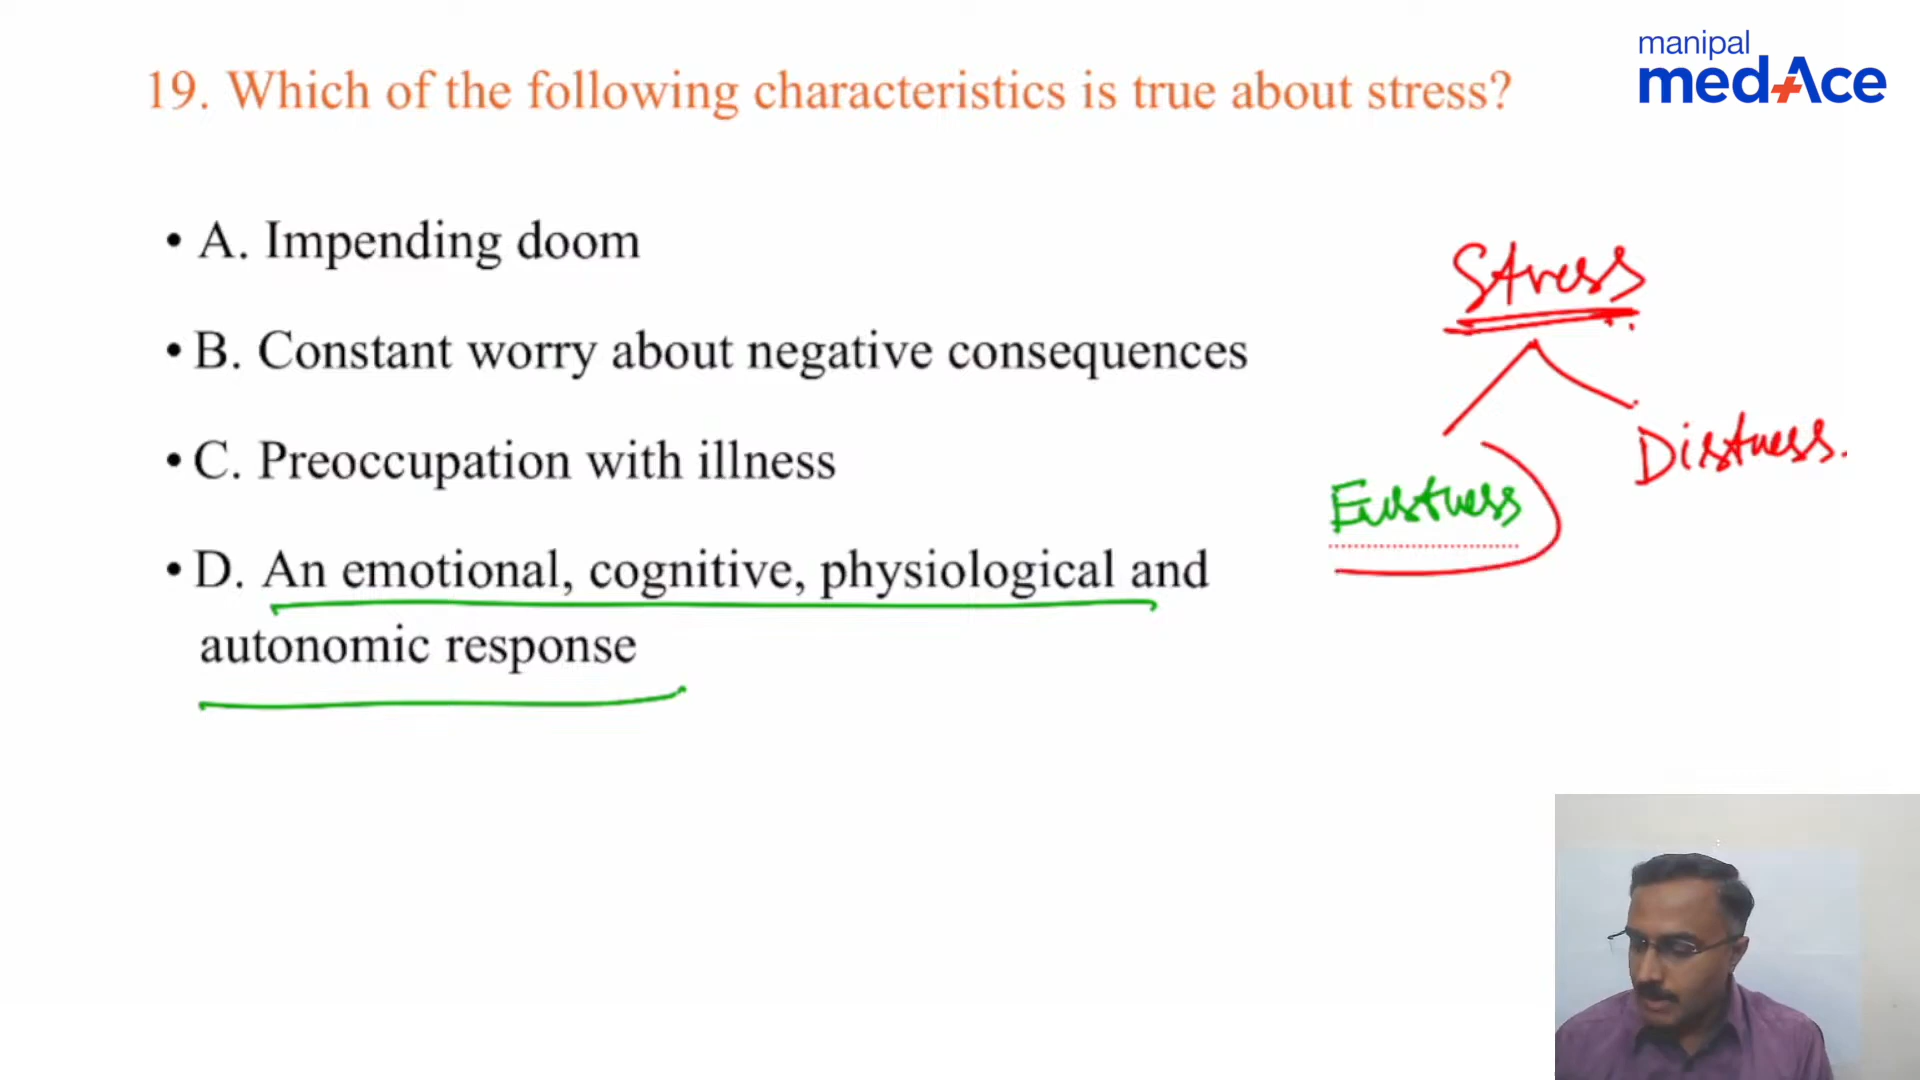 manipal
medAce
19. Which of the following characteristics is true about stress?
• A. Impending doom
• B. Constant worry about negative consequences
• C. Preoccupation with illness
• D. An emotional, cognitive, physiological and
autonomic response
Stress
Eustress
Distress.